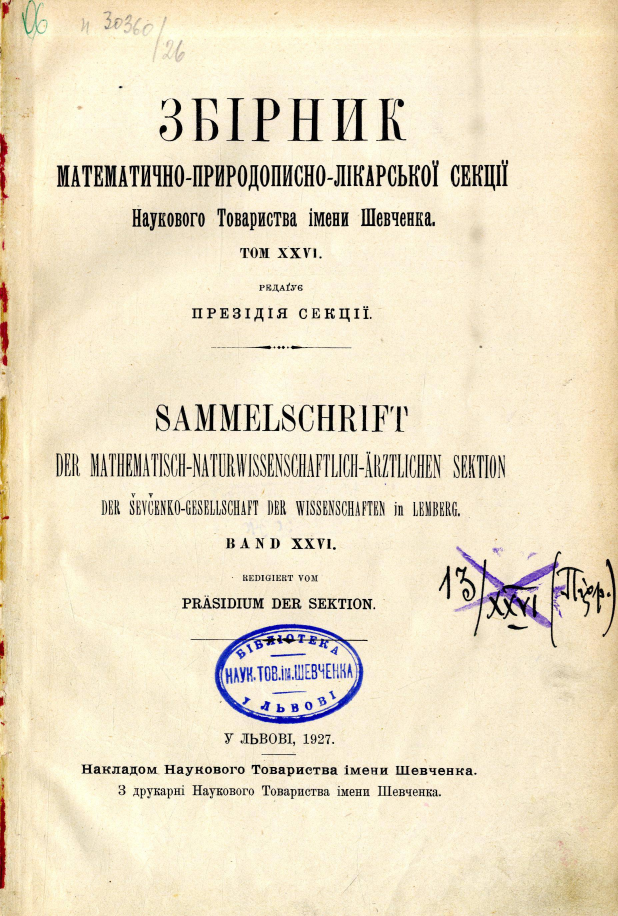 п 30360/26
ЗБІРНИК
МАТЕМАТИЧНО-ПРИРОДОПИСНО-ЛІКАРСЬКОЇ СЕКЦІЇ
Наукового Товариства імени Шевченка.
ТОМ XXVI.
РЕДАҐУЄ
ПРЕЗІДІЯ СЕКЦІЇ.
SAMMELSCHRIFT
DER MATHEMATISCH-NATURWISSENSCHAFTLICH-ÄRZTLICHEN SEKTION
DER ŠEVČENKO-GESELLSCHAFT DER WISSENSCHAFTEN in LEMBERG.
BAND XXVI.
REDIGIERT VOM
PRÄSIDIUM DER SEKTION.
13/XXVI
БІБЛІОТЕКА
НАУК.ТОВ.ім.ШЕВЧЕНКА
У ЛЬВОВІ
У ЛЬВОВІ, 1927.
Накладом Наукового Товариства імени Шевченка.
З друкарні Наукового Товариства імени Шевченка.